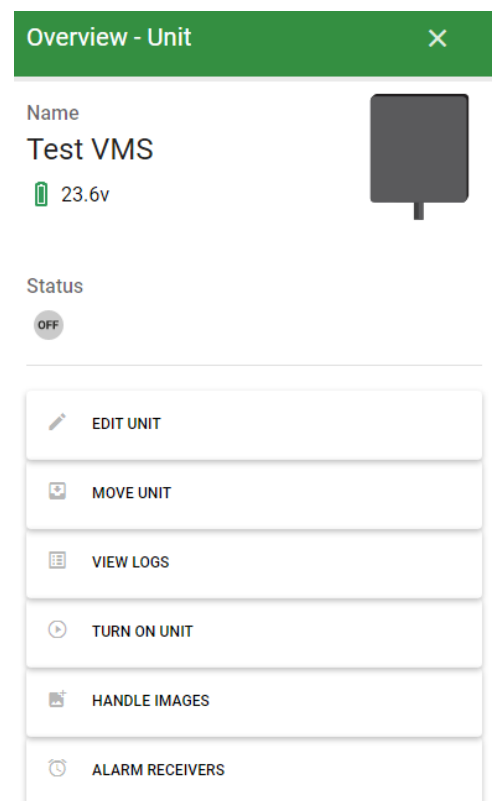 Overview - Unit
Name
Test VMS
23.6v
Status
OFF
EDIT UNIT
MOVE UNIT
VIEW LOGS
TURN ON UNIT
HANDLE IMAGES
ALARM RECEIVERS